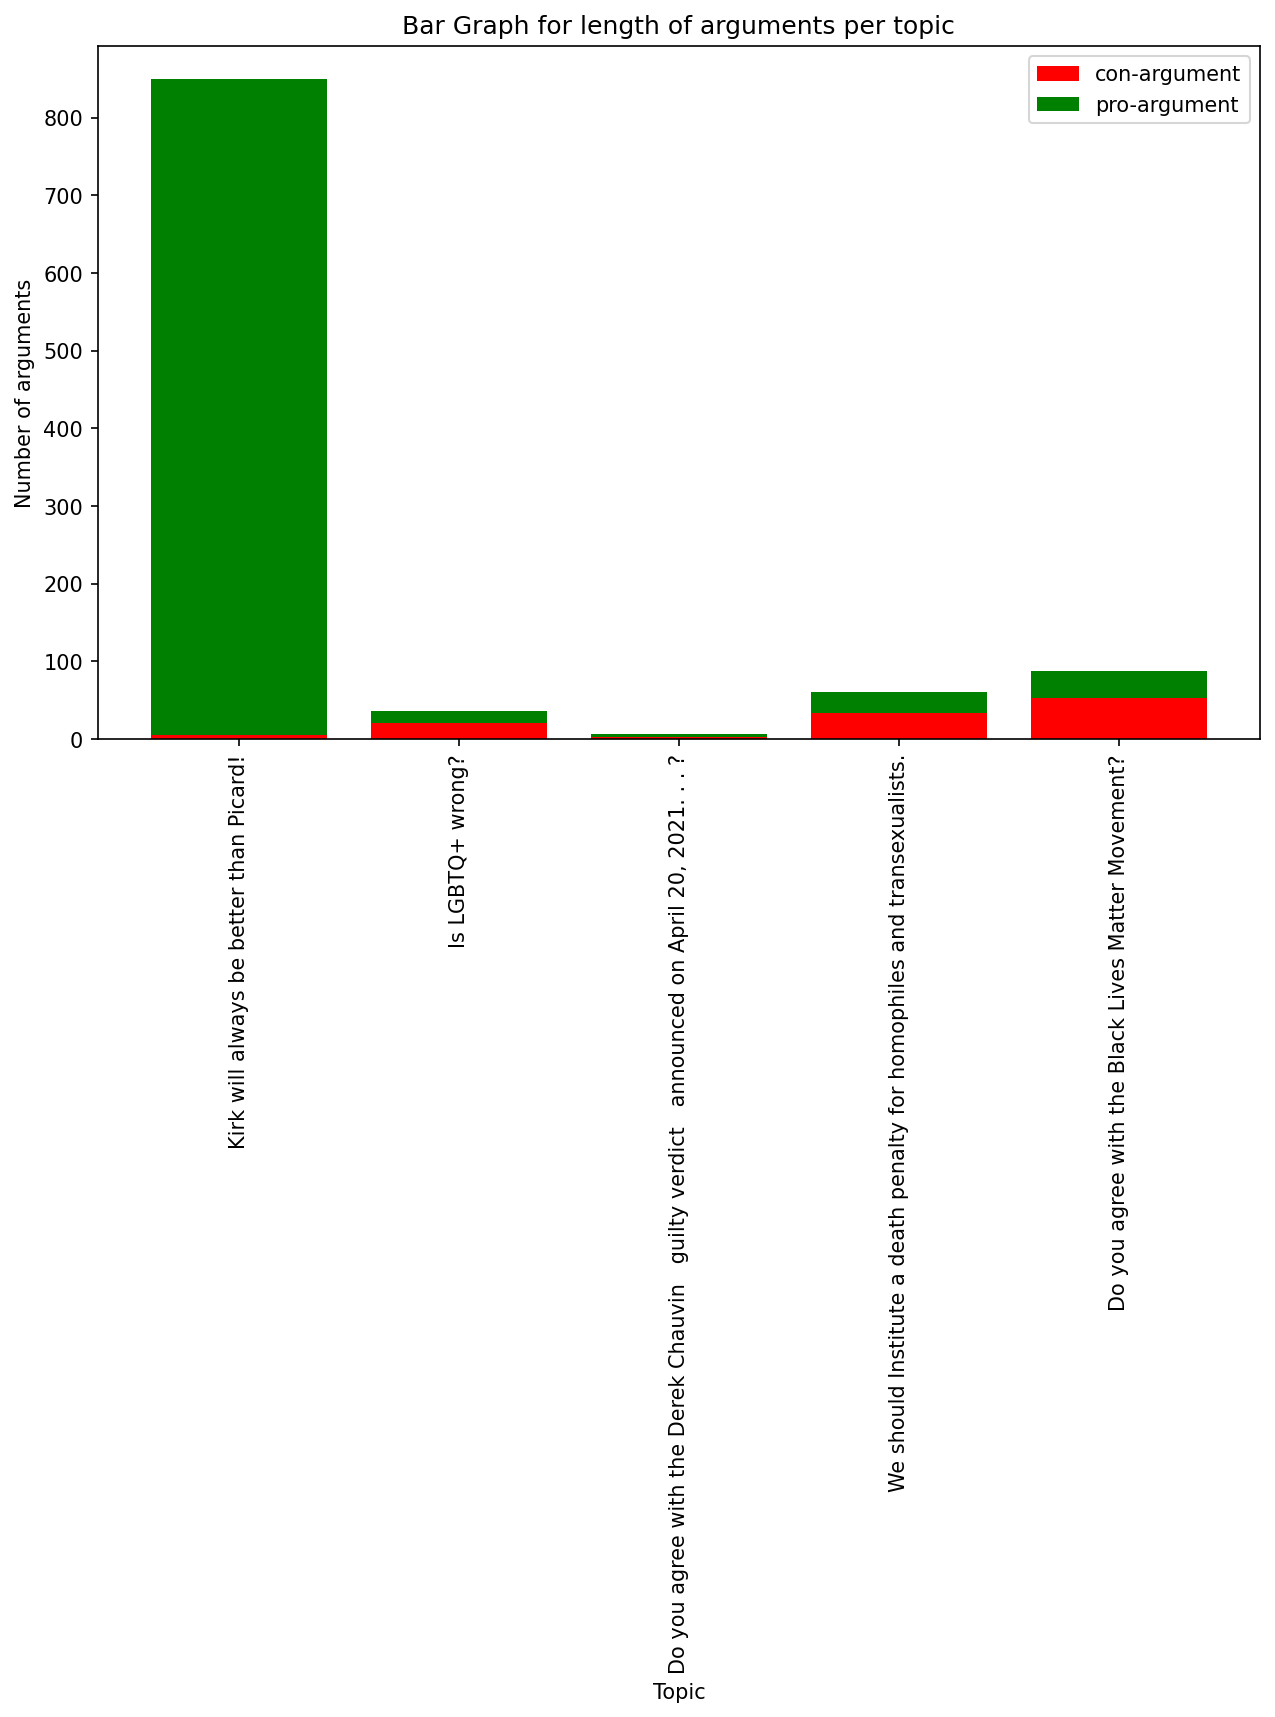 Bar Graph for length of arguments per topic
con-argument
pro-argument
Number of arguments
800
700
600
500
400
300
200
100
0
Kirk will always be better than Picard!
Is LGBTQ+ wrong?
Do you agree with the Derek Chauvin   guilty verdict   announced on April 20, 2021. . . ?
We should Institute a death penalty for homophiles and transexualists.
Do you agree with the Black Lives Matter Movement?
Topic